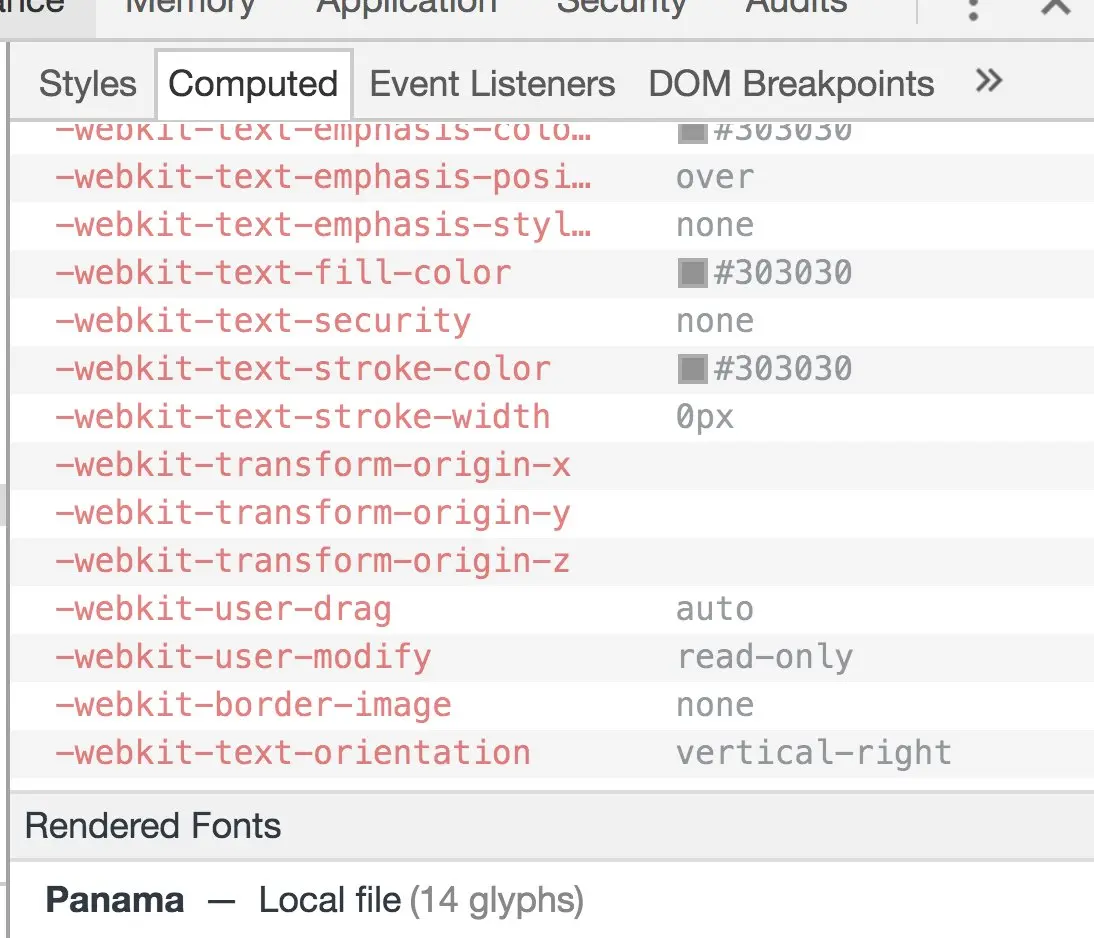 Memory Application Security Audits
Styles Computed Event Listeners DOM Breakpoints »
-webkit-text-emphasis-colo… #303030
-webkit-text-emphasis-posi… over
-webkit-text-emphasis-styl… none
-webkit-text-fill-color #303030
-webkit-text-security none
-webkit-text-stroke-color #303030
-webkit-text-stroke-width 0px
-webkit-transform-origin-x
-webkit-transform-origin-y
-webkit-transform-origin-z
-webkit-user-drag auto
-webkit-user-modify read-only
-webkit-border-image none
-webkit-text-orientation vertical-right
Rendered Fonts
Panama — Local file (14 glyphs)